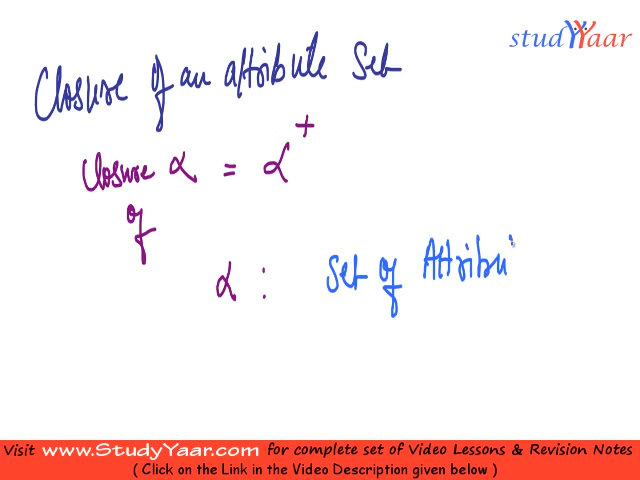 studYYaar
Closure of an attribute Set
Closure α = α⁺
of
α : Set of Attribu
Visit www.StudyYaar.com for complete set of Video Lessons & Revision Notes
( Click on the Link in the Video Description given below )